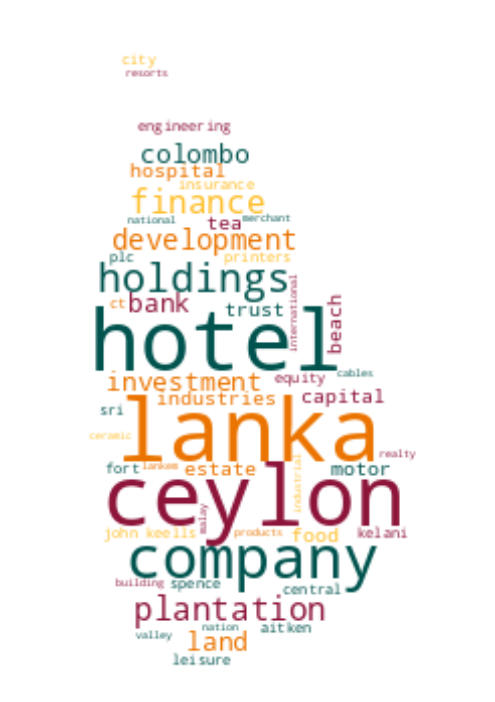 city
resorts
engineering
colombo
hospital
insurance
finance
national tea merchant
development
plc printers
holdings
international
ct bank trust beach
hotel
cables
investment equity
industries capital
sri
lanka
ceramic
realty
fort lankem estate motor
industrial
ceylon
malay
john keells products food kelani
company
building spence central
plantation
nation aitken
valley land
leisure